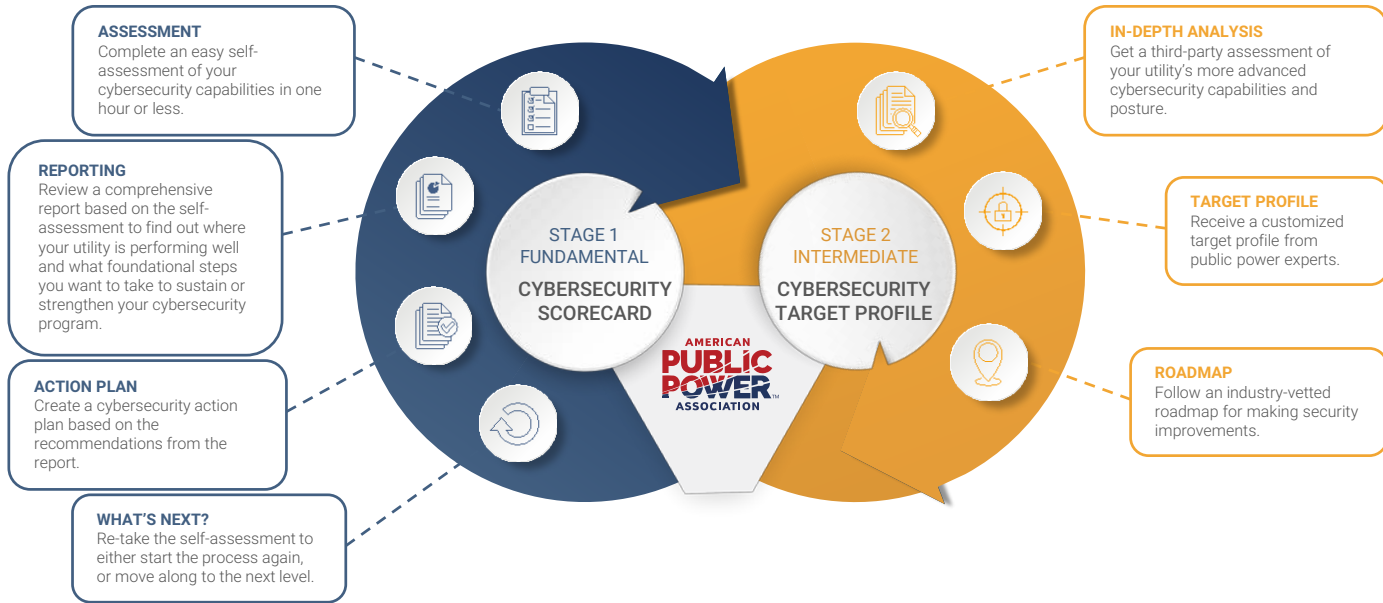 ASSESSMENT
Complete an easy self-
assessment of your
cybersecurity capabilities in one
hour or less.
REPORTING
Review a comprehensive
report based on the self-
assessment to find out where
your utility is performing well
and what foundational steps
you want to take to sustain or
strengthen your cybersecurity
program.
ACTION PLAN
Create a cybersecurity action
plan based on the
recommendations from the
report.
WHAT’S NEXT?
Re-take the self-assessment to
either start the process again,
or move along to the next level.
STAGE 1
FUNDAMENTAL
CYBERSECURITY
SCORECARD
AMERICAN
PUBLIC
POWER™
ASSOCIATION
STAGE 2
INTERMEDIATE
CYBERSECURITY
TARGET PROFILE
IN-DEPTH ANALYSIS
Get a third-party assessment of
your utility’s more advanced
cybersecurity capabilities and
posture.
TARGET PROFILE
Receive a customized
target profile from
public power experts.
ROADMAP
Follow an industry-vetted
roadmap for making security
improvements.